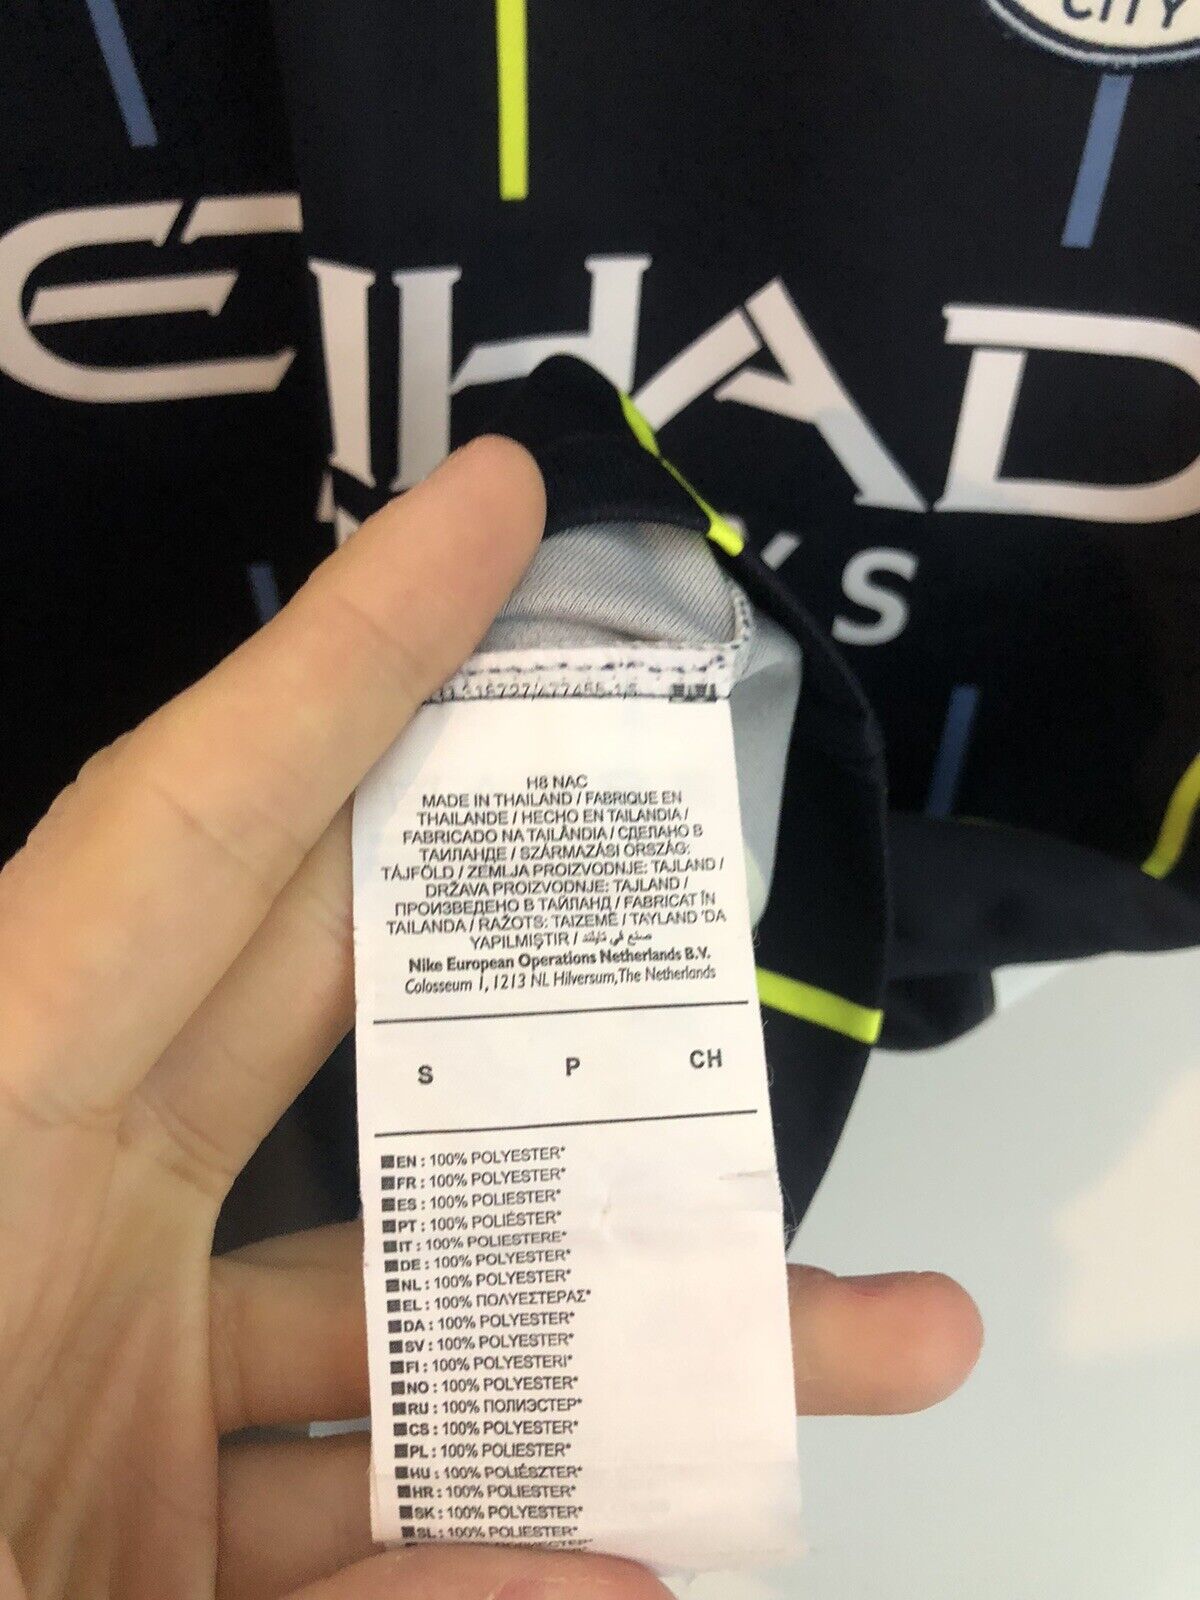 CITY
ETIHAD
'S
H8 NAC
MADE IN THAILAND / FABRIQUE EN
THAILANDE / HECHO EN TAILANDIA /
FABRICADO NA TAILÂNDIA / СДЕЛАНО В
ТАИЛАНДЕ / SZÁRMAZÁSI ORSZÁG:
TÁJFÖLD / ZEMLJA PROIZVODNJE: TAJLAND /
DRŽAVA PROIZVODNJE: TAJLAND /
ПРОИЗВЕДЕНО В ТАЙЛАНД / FABRICAT ÎN
TAILANDA / RAŽOTS: TAIZEMĒ / TAYLAND 'DA
YAPILMIŞTIR / صنع في تايلند
Nike European Operations Netherlands B.V.
Colosseum 1, 1213 NL Hilversum, The Netherlands
S P CH
EN : 100% POLYESTER*
FR : 100% POLYESTER*
ES : 100% POLIESTER*
PT : 100% POLIÉSTER*
IT : 100% POLIESTERE*
DE : 100% POLYESTER*
NL : 100% POLYESTER*
EL : 100% ΠΟΛΥΕΣΤΕΡΑΣ*
DA : 100% POLYESTER*
SV : 100% POLYESTER*
FI : 100% POLYESTERI*
NO : 100% POLYESTER*
RU : 100% ПОЛИЭСТЕР*
CS : 100% POLYESTER*
PL : 100% POLIESTER*
HU : 100% POLIÉSZTER*
HR : 100% POLIESTER*
SK : 100% POLYESTER*
SL : 100% POLIESTER*